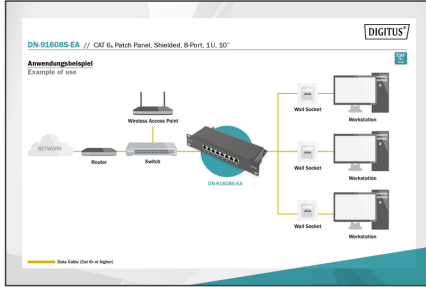 DIGITUS®
DN-91608S-EA // CAT 6A Patch Panel, Shielded, 8-Port, 1U, 10"
CAT
Anwendungsbeispiel
Example of use
Wireless Access Point
Wall Socket
Workstation
NETWORK
Router
Switch
DN-91608S-EA
Wall Socket
Workstation
Wall Socket
Workstation
Data Cable (Cat 6A or higher)